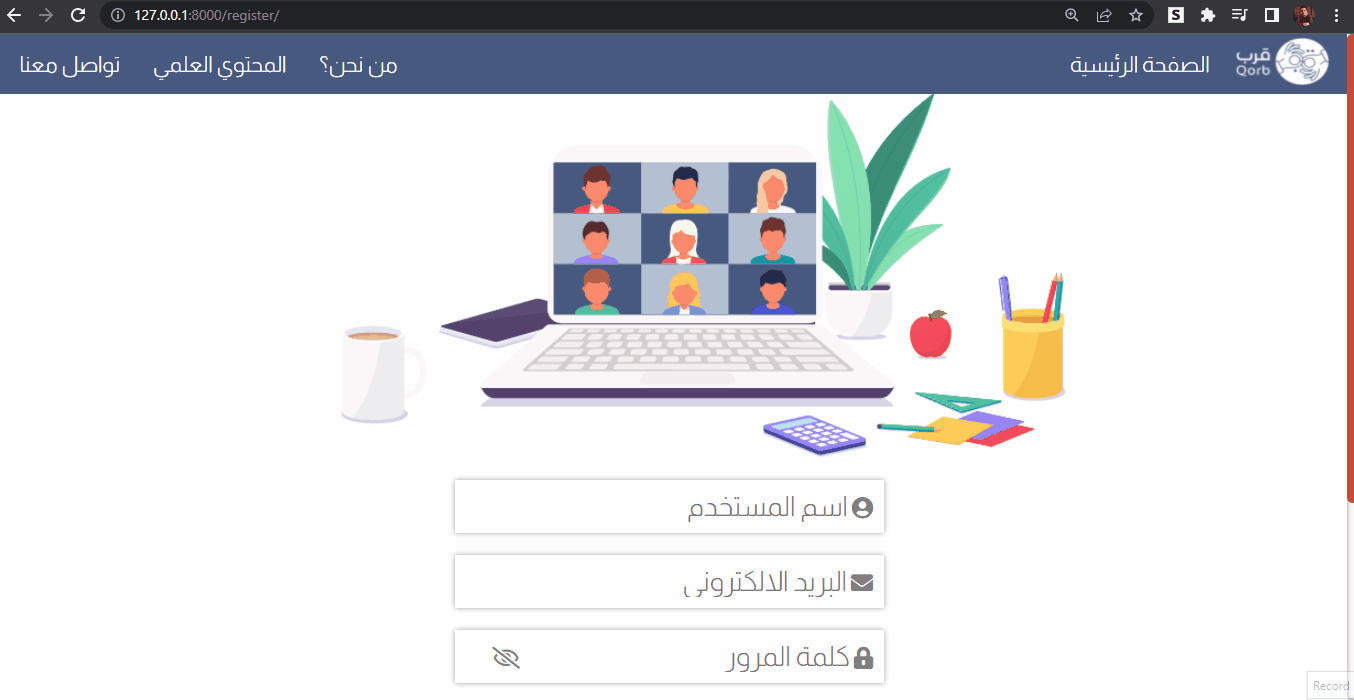 127.0.0.1:8000/register/
قرب
Qorb
الصفحة الرئيسية
من نحن؟
المحتوي العلمي
تواصل معنا
اسم المستخدم
البريد الالكتروني
كلمة المرور
Record